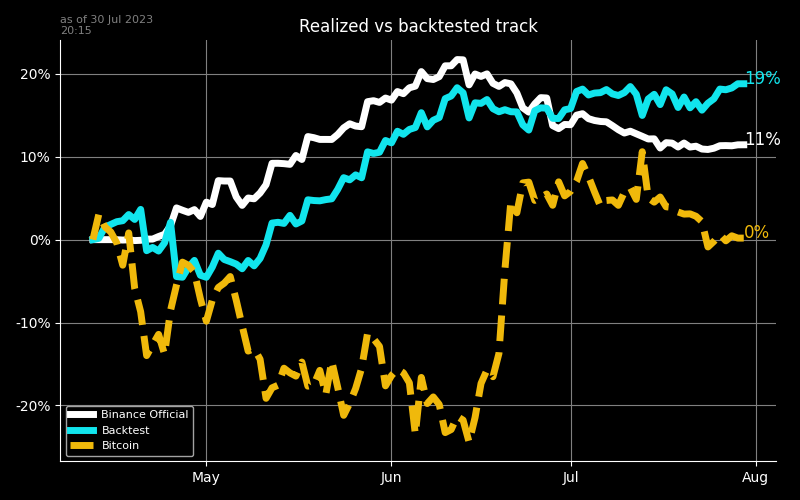 as of 30 Jul 2023
20:15
Realized vs backtested track
20%
10%
0%
-10%
-20%
19%
11%
0%
Binance Official
Backtest
Bitcoin
May
Jun
Jul
Aug